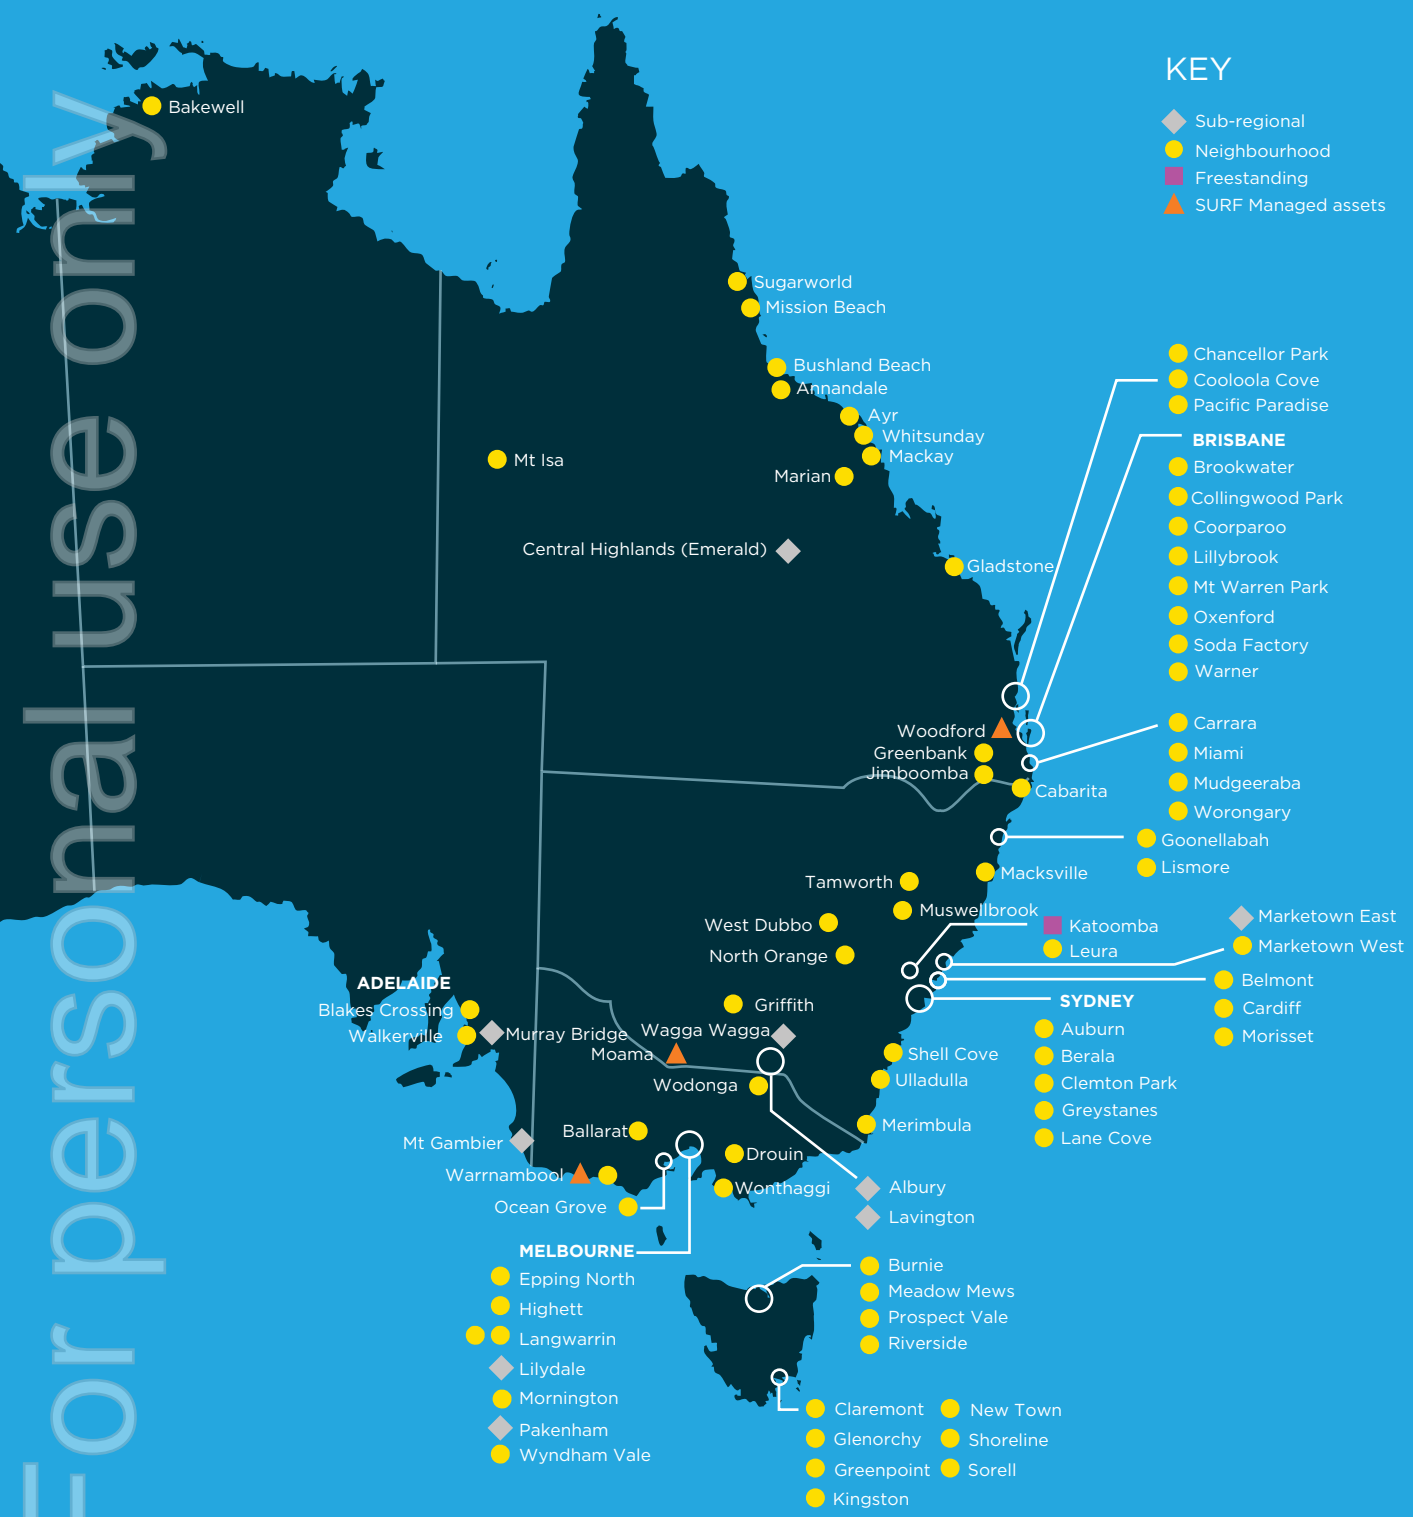 For personal use only
KEY
Sub-regional
Neighbourhood
Freestanding
SURF Managed assets
Bakewell
Sugarworld
Mission Beach
Bushland Beach
Annandale
Ayr
Whitsunday
Mackay
Marian
Mt Isa
Central Highlands (Emerald)
Gladstone
Chancellor Park
Cooloola Cove
Pacific Paradise
BRISBANE
Brookwater
Collingwood Park
Coorparoo
Lillybrook
Mt Warren Park
Oxenford
Soda Factory
Warner
Woodford
Greenbank
Jimboomba
Cabarita
Carrara
Miami
Mudgeeraba
Worongary
Goonellabah
Lismore
Macksville
Tamworth
Muswellbrook
West Dubbo
North Orange
Katoomba
Leura
Marketown East
Marketown West
Belmont
Cardiff
Morisset
SYDNEY
Auburn
Berala
Clemton Park
Greystanes
Lane Cove
ADELAIDE
Blakes Crossing
Walkerville
Murray Bridge
Griffith
Wagga Wagga
Moama
Wodonga
Shell Cove
Ulladulla
Merimbula
Mt Gambier
Ballarat
Drouin
Warrnambool
Wonthaggi
Ocean Grove
Albury
Lavington
MELBOURNE
Epping North
Highett
Langwarrin
Lilydale
Mornington
Pakenham
Wyndham Vale
Burnie
Meadow Mews
Prospect Vale
Riverside
Claremont
Glenorchy
Greenpoint
Kingston
New Town
Shoreline
Sorell